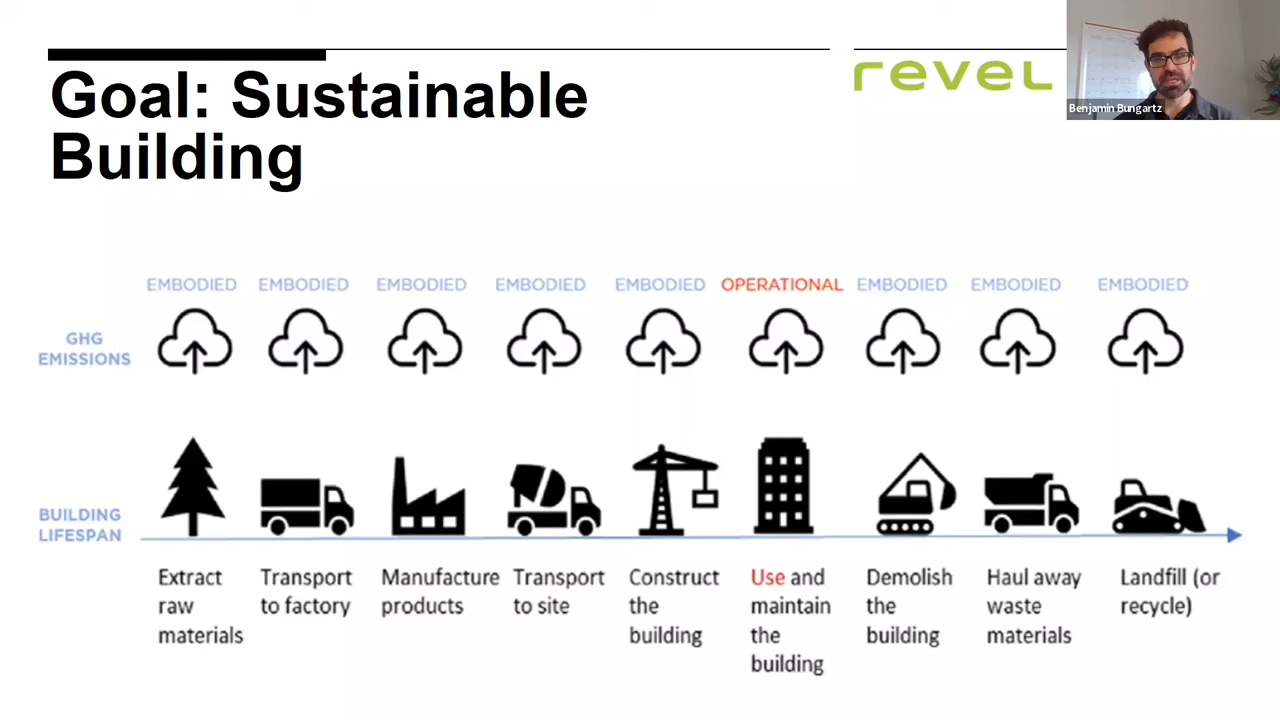 Goal: Sustainable
Building
revel
Benjamin Bungartz
EMBODIED EMBODIED EMBODIED EMBODIED EMBODIED OPERATIONAL EMBODIED EMBODIED EMBODIED
GHG
EMISSIONS
BUILDING
LIFESPAN
Extract
raw
materials
Transport
to factory
Manufacture
products
Transport
to site
Construct
the
building
Use and
maintain
the
building
Demolish
the
building
Haul away
waste
materials
Landfill (or
recycle)